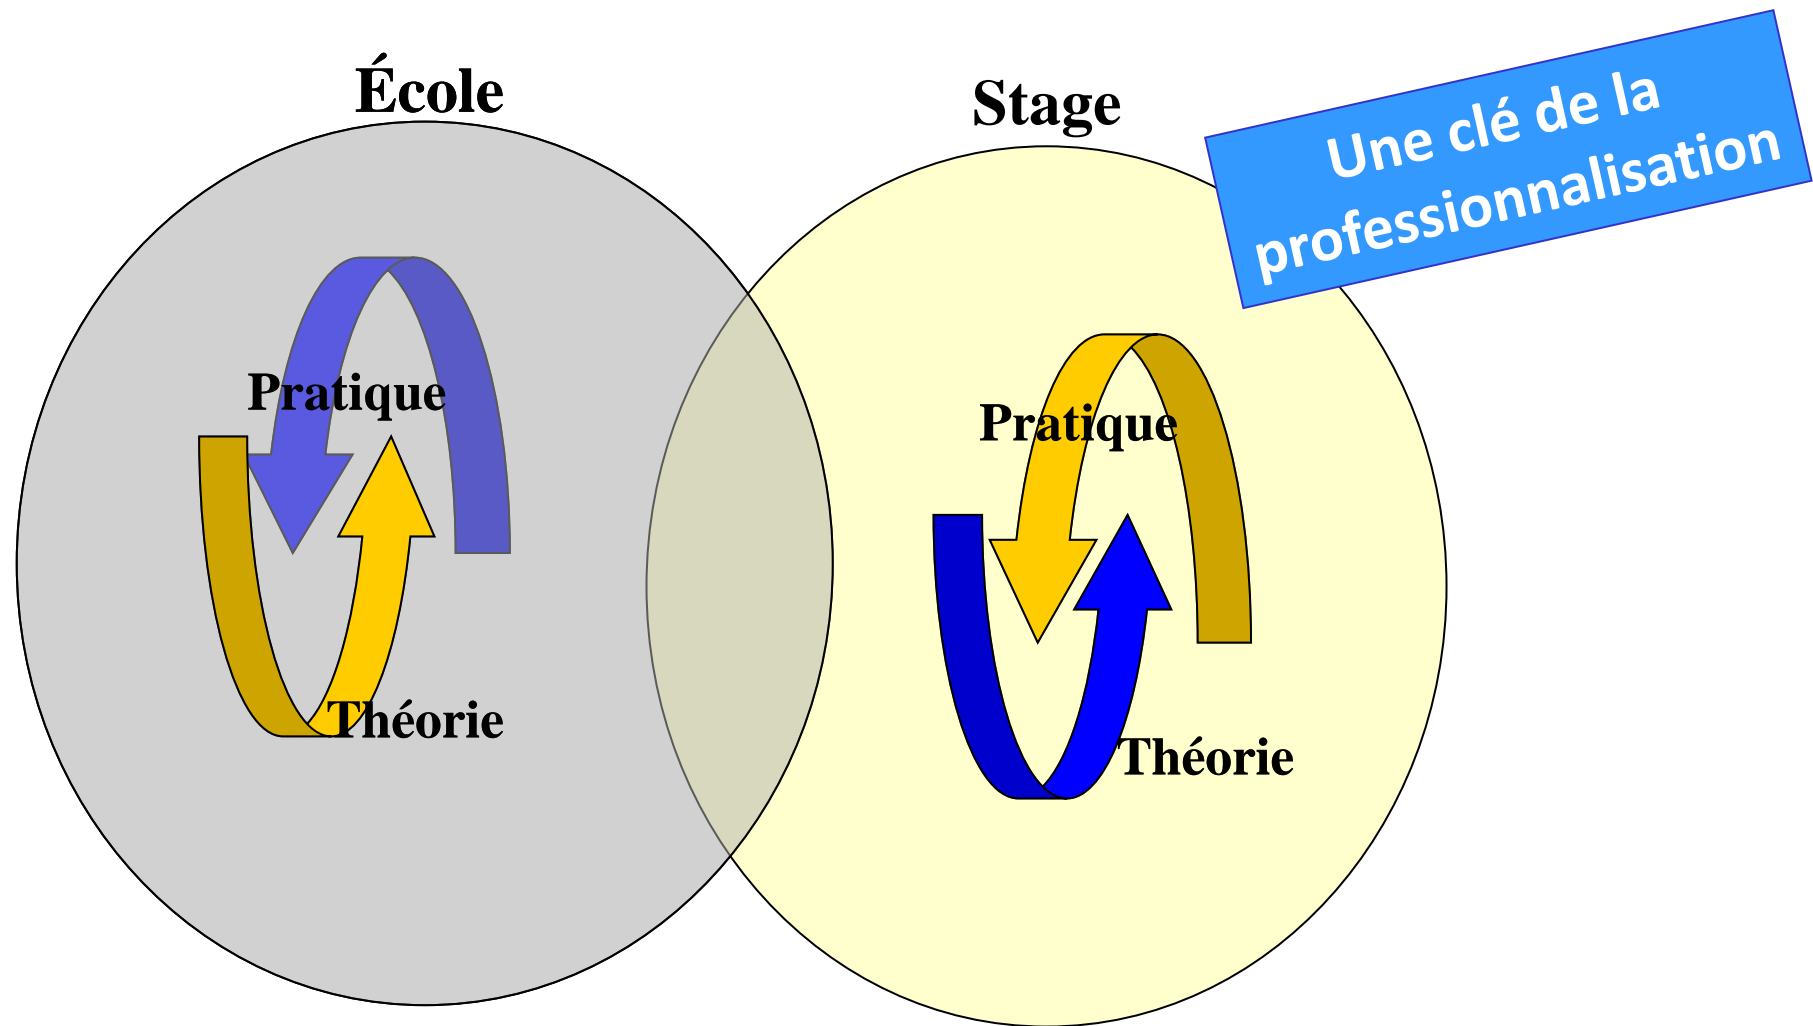 École
Stage
Une clé de la
professionnalisation
Pratique
Théorie
Pratique
Théorie